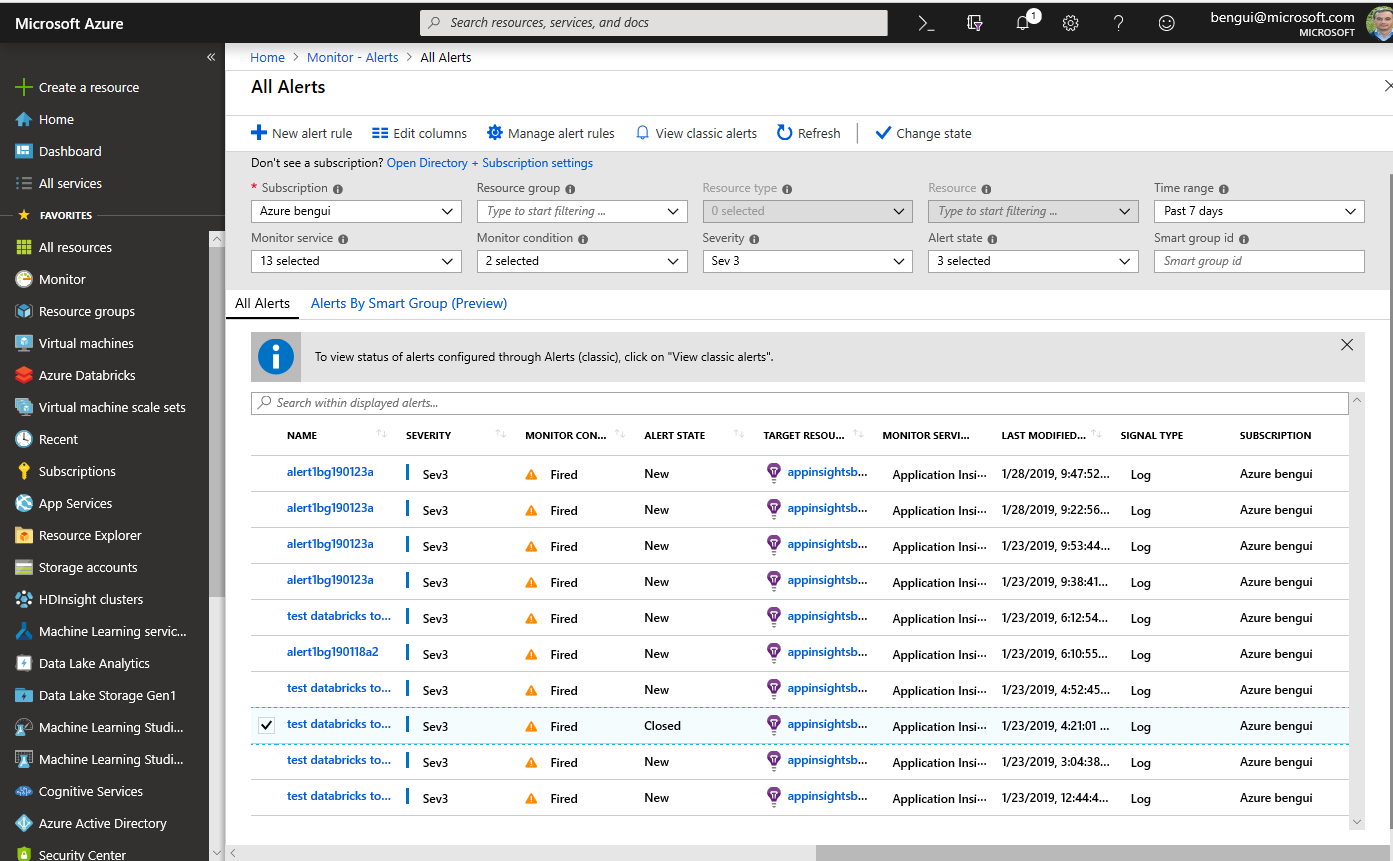 Microsoft Azure
Search resources, services, and docs
1
bengui@microsoft.com
MICROSOFT
Create a resource
Home
Dashboard
All services
FAVORITES
All resources
Monitor
Resource groups
Virtual machines
Azure Databricks
Virtual machine scale sets
Recent
Subscriptions
App Services
Resource Explorer
Storage accounts
HDInsight clusters
Machine Learning servic...
Data Lake Analytics
Data Lake Storage Gen1
Machine Learning Studi...
Machine Learning Studi...
Cognitive Services
Azure Active Directory
Security Center
Home > Monitor - Alerts > All Alerts
All Alerts
New alert rule Edit columns Manage alert rules View classic alerts Refresh Change state
Don't see a subscription? Open Directory + Subscription settings
* Subscription Resource group Resource type Resource Time range
Azure bengui Type to start filtering ... 0 selected Type to start filtering ... Past 7 days
Monitor service Monitor condition Severity Alert state Smart group id
13 selected 2 selected Sev 3 3 selected Smart group id
All Alerts Alerts By Smart Group (Preview)
To view status of alerts configured through Alerts (classic), click on "View classic alerts".
Search within displayed alerts...
NAME SEVERITY MONITOR CON... ALERT STATE TARGET RESOU... MONITOR SERVI... LAST MODIFIED... SIGNAL TYPE SUBSCRIPTION
alert1bg190123a Sev3 Fired New appinsightsb... Application Insi... 1/28/2019, 9:47:52... Log Azure bengui
alert1bg190123a Sev3 Fired New appinsightsb... Application Insi... 1/28/2019, 9:22:56... Log Azure bengui
alert1bg190123a Sev3 Fired New appinsightsb... Application Insi... 1/23/2019, 9:53:44... Log Azure bengui
alert1bg190123a Sev3 Fired New appinsightsb... Application Insi... 1/23/2019, 9:38:41... Log Azure bengui
test databricks to... Sev3 Fired New appinsightsb... Application Insi... 1/23/2019, 6:12:54... Log Azure bengui
alert1bg190118a2 Sev3 Fired New appinsightsb... Application Insi... 1/23/2019, 6:10:55... Log Azure bengui
test databricks to... Sev3 Fired New appinsightsb... Application Insi... 1/23/2019, 4:52:45... Log Azure bengui
test databricks to... Sev3 Fired Closed appinsightsb... Application Insi... 1/23/2019, 4:21:01 ... Log Azure bengui
test databricks to... Sev3 Fired New appinsightsb... Application Insi... 1/23/2019, 3:04:38... Log Azure bengui
test databricks to... Sev3 Fired New appinsightsb... Application Insi... 1/23/2019, 12:44:4... Log Azure bengui